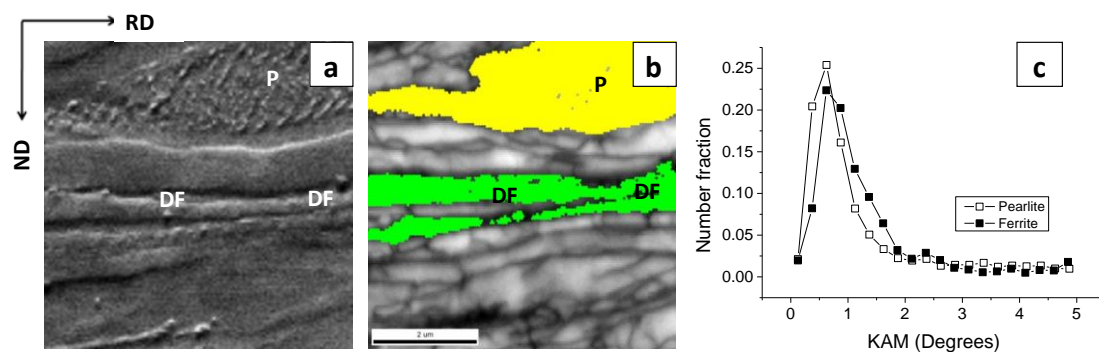 RD
ND
a
P
DF
DF
b
P
DF
DF
2 um
c
Number fraction
0.25
0.20
0.15
0.10
0.05
0.00
Pearlite
Ferrite
0 1 2 3 4 5
KAM (Degrees)